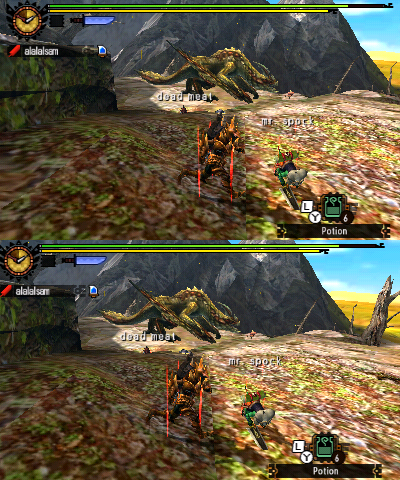 alalalsam
dead meat
mr. spock
L
Y
6
Potion
alalalsam
dead meat
mr. spock
L
Y
6
Potion